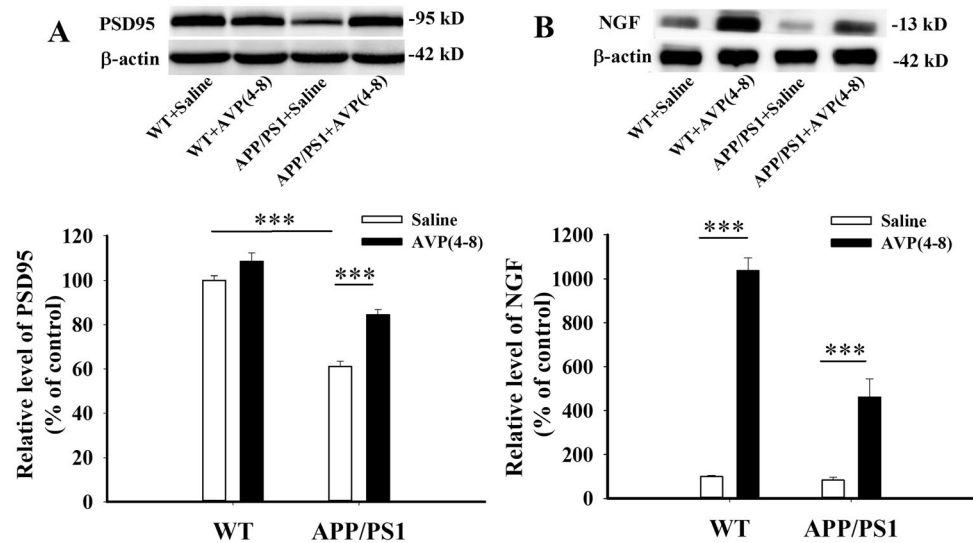 A
PSD95
-95 kD
β-actin
-42 kD
WT+Saline
WT+AVP(4-8)
APP/PS1+Saline
APP/PS1+AVP(4-8)
***
Saline
AVP(4-8)
***
Relative level of PSD95
(% of control)
120
100
80
60
40
20
0
WT
APP/PS1
B
NGF
-13 kD
β-actin
-42 kD
WT+Saline
WT+AVP(4-8)
APP/PS1+Saline
APP/PS1+AVP(4-8)
Saline
AVP(4-8)
***
***
Relative level of NGF
(% of control)
1200
1000
800
600
400
200
0
WT
APP/PS1